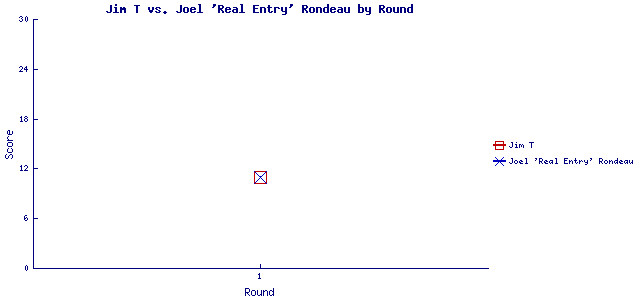 Jim T vs. Joel 'Real Entry' Rondeau by Round
30
24
18
12
6
0
Score
1
Round
Jim T
Joel 'Real Entry' Rondeau